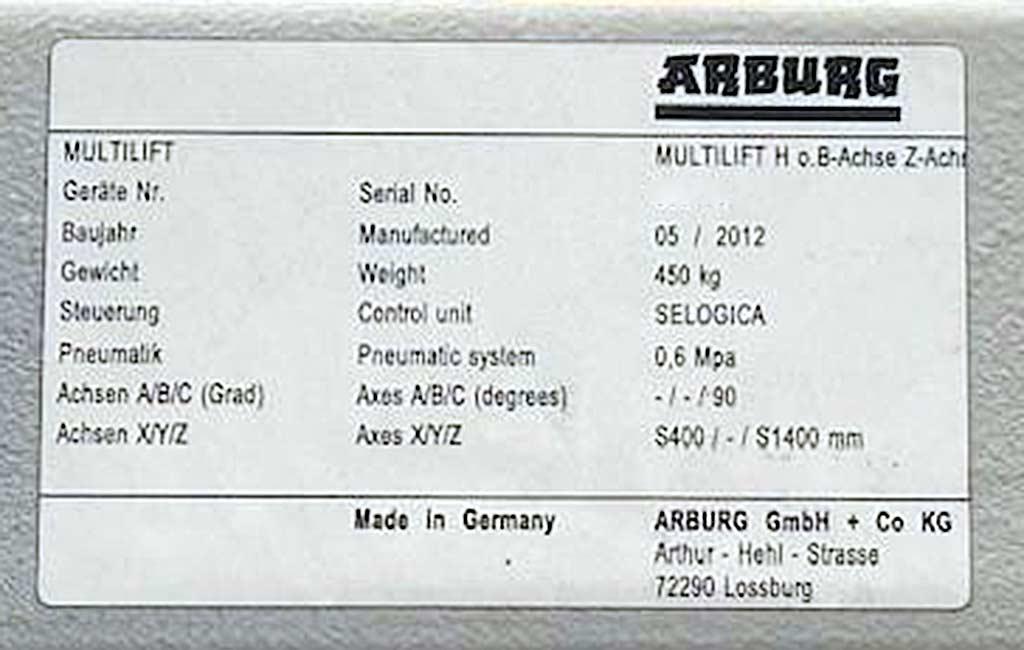 ARBURG
MULTILIFT MULTILIFT H o.B-Achse Z-Achs
Geräte Nr. Serial No.
Baujahr Manufactured 05 / 2012
Gewicht Weight 450 kg
Steuerung Control unit SELOGICA
Pneumatik Pneumatic system 0,6 Mpa
Achsen A/B/C (Grad) Axes A/B/C (degrees) - / - / 90
Achsen X/Y/Z Axes X/Y/Z S400 / - / S1400 mm
Made in Germany ARBURG GmbH + Co KG
Arthur - Hehl - Strasse
72290 Lossburg